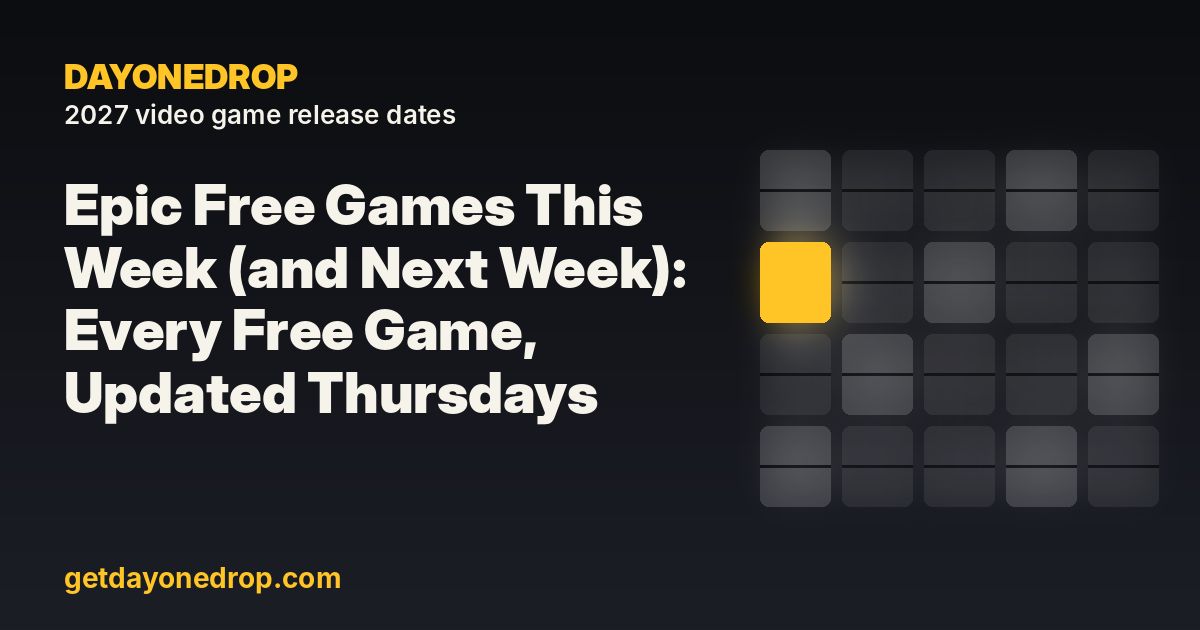 DAYONEDROP
2027 video game release dates
Epic Free Games This
Week (and Next Week):
Every Free Game,
Updated Thursdays
getdayonedrop.com